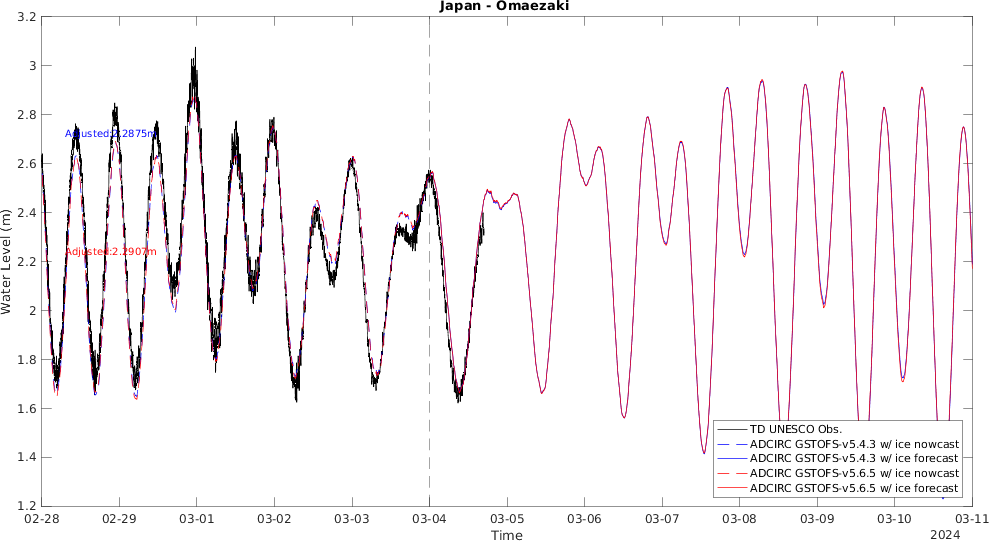 Japan - Omaezaki
Water Level (m)
3.2
3
2.8
2.6
2.4
2.2
2
1.8
1.6
1.4
1.2
Adjusted:2.2875m
Adjusted:2.2907m
TD UNESCO Obs.
ADCIRC GSTOFS-v5.4.3 w/ ice nowcast
ADCIRC GSTOFS-v5.4.3 w/ ice forecast
ADCIRC GSTOFS-v5.6.5 w/ ice nowcast
ADCIRC GSTOFS-v5.6.5 w/ ice forecast
02-28 02-29 03-01 03-02 03-03 03-04 03-05 03-06 03-07 03-08 03-09 03-10 03-11
Time
2024